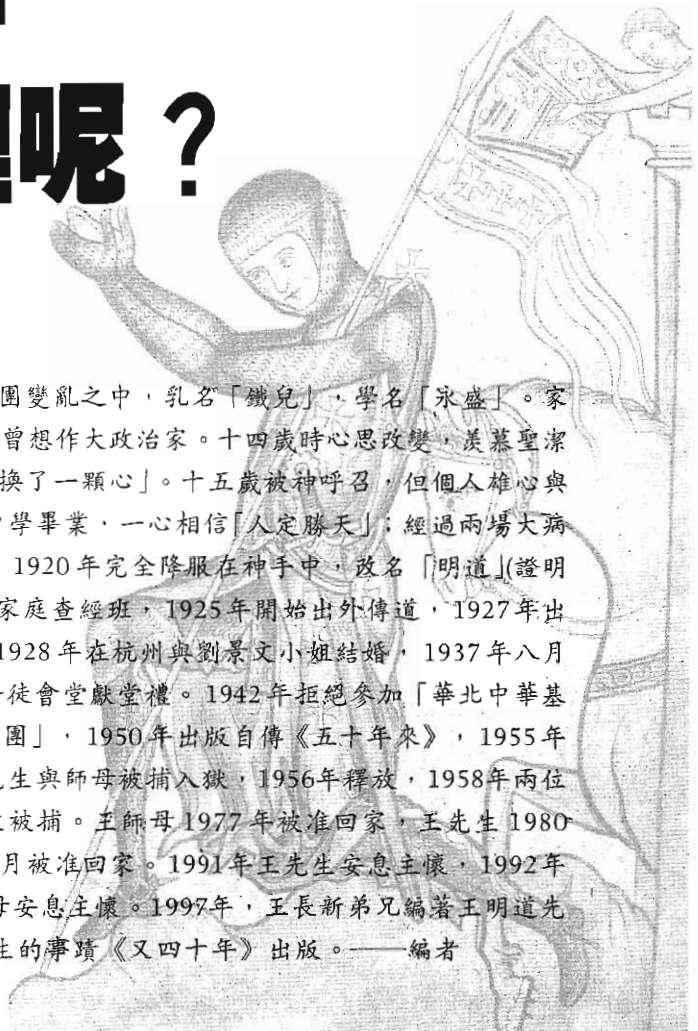 呢？
團變亂之中，乳名「鐵兒」，學名「永盛」。家
曾想作大政治家。十四歲時心思改變，羨慕聖潔
換了一顆心」。十五歲被神呼召，但個人雄心與
學畢業，一心相信「人定勝天」；經過兩場大病
1920年完全降服在神手中，改名「明道」(證明
家庭查經班，1925年開始出外傳道，1927年出
1928年在杭州與劉景文小姐結婚，1937年八月
徒會堂獻堂禮。1942年拒絕參加「華北中華基
團」，1950年出版自傳《五十年來》，1955年
生與師母被捕入獄，1956年釋放，1958年兩位
被捕。王師母1977年被准回家，王先生1980
月被准回家。1991年王先生安息主懷，1992年
母安息主懷。1997年，王長新弟兄編著王明道先
生的事蹟《又四十年》出版。——編者